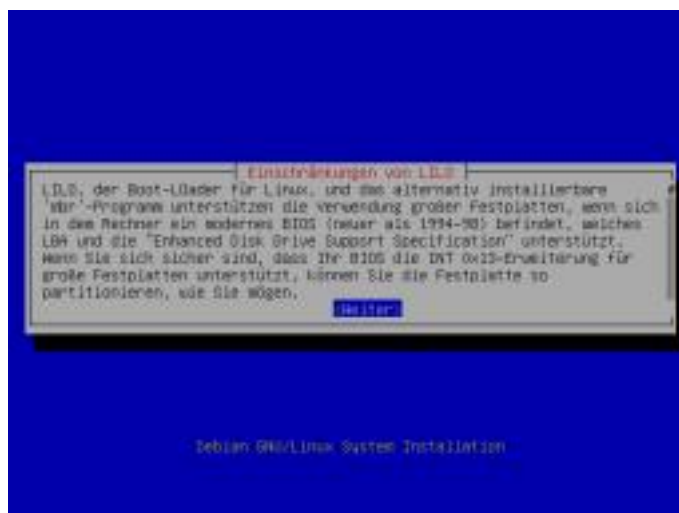 Einschränkungen von LILO
LILO, der Boot-LOader für Linux, und das alternativ installierbare
'mbr'-Programm unterstützen die Verwendung großer Festplatten, wenn sich
in dem Rechner ein modernes BIOS (neuer als 1994-98) befindet, welches
LBA und die "Enhanced Disk Drive Support Specification" unterstützt.
Wenn Sie sich sicher sind, dass Ihr BIOS die INT 0x13-Erweiterung für
große Festplatten unterstützt, können Sie die Festplatte so
partitionieren, wie Sie mögen.
<Weiter>
Debian GNU/Linux System Installation